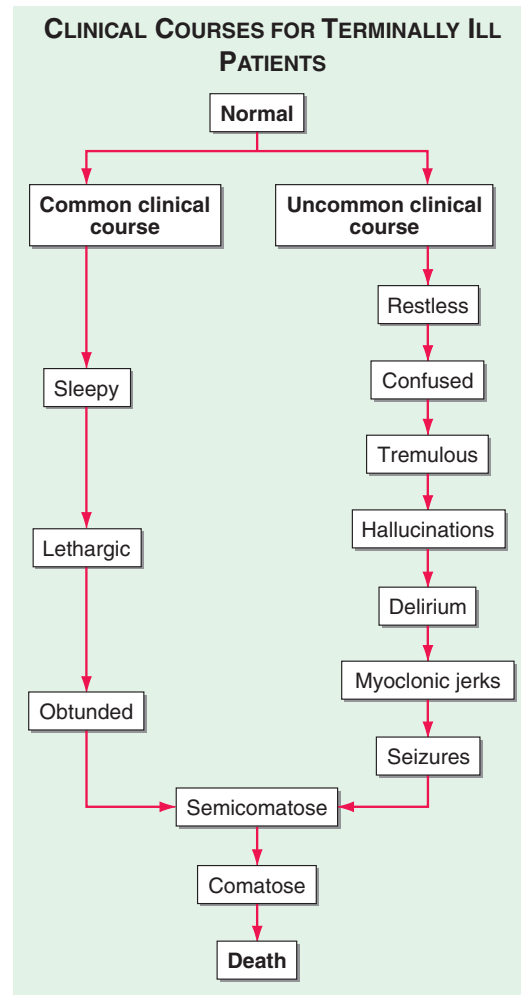 CLINICAL COURSES FOR TERMINALLY ILL
PATIENTS
Normal
Common clinical
course
Sleepy
Lethargic
Obtunded
Uncommon clinical
course
Restless
Confused
Tremulous
Hallucinations
Delirium
Myoclonic jerks
Seizures
Semicomatose
Comatose
Death